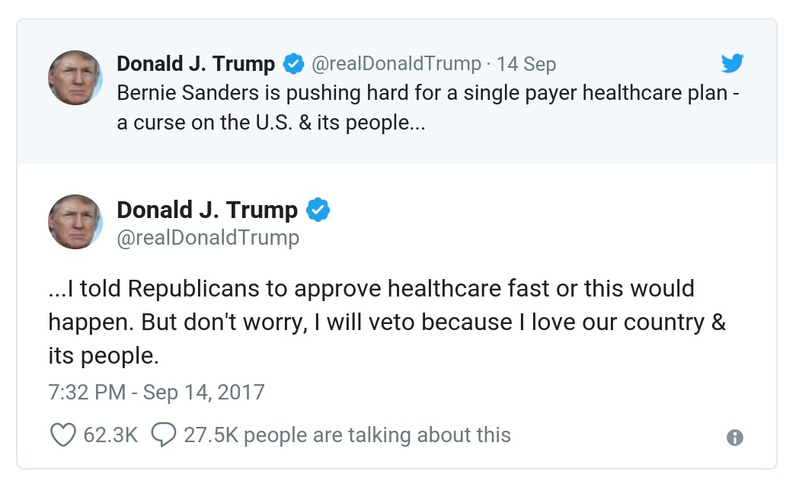 Donald J. Trump @realDonaldTrump · 14 Sep
Bernie Sanders is pushing hard for a single payer healthcare plan -
a curse on the U.S. & its people...
Donald J. Trump
@realDonaldTrump
...I told Republicans to approve healthcare fast or this would
happen. But don't worry, I will veto because I love our country &
its people.
7:32 PM - Sep 14, 2017
62.3K 27.5K people are talking about this